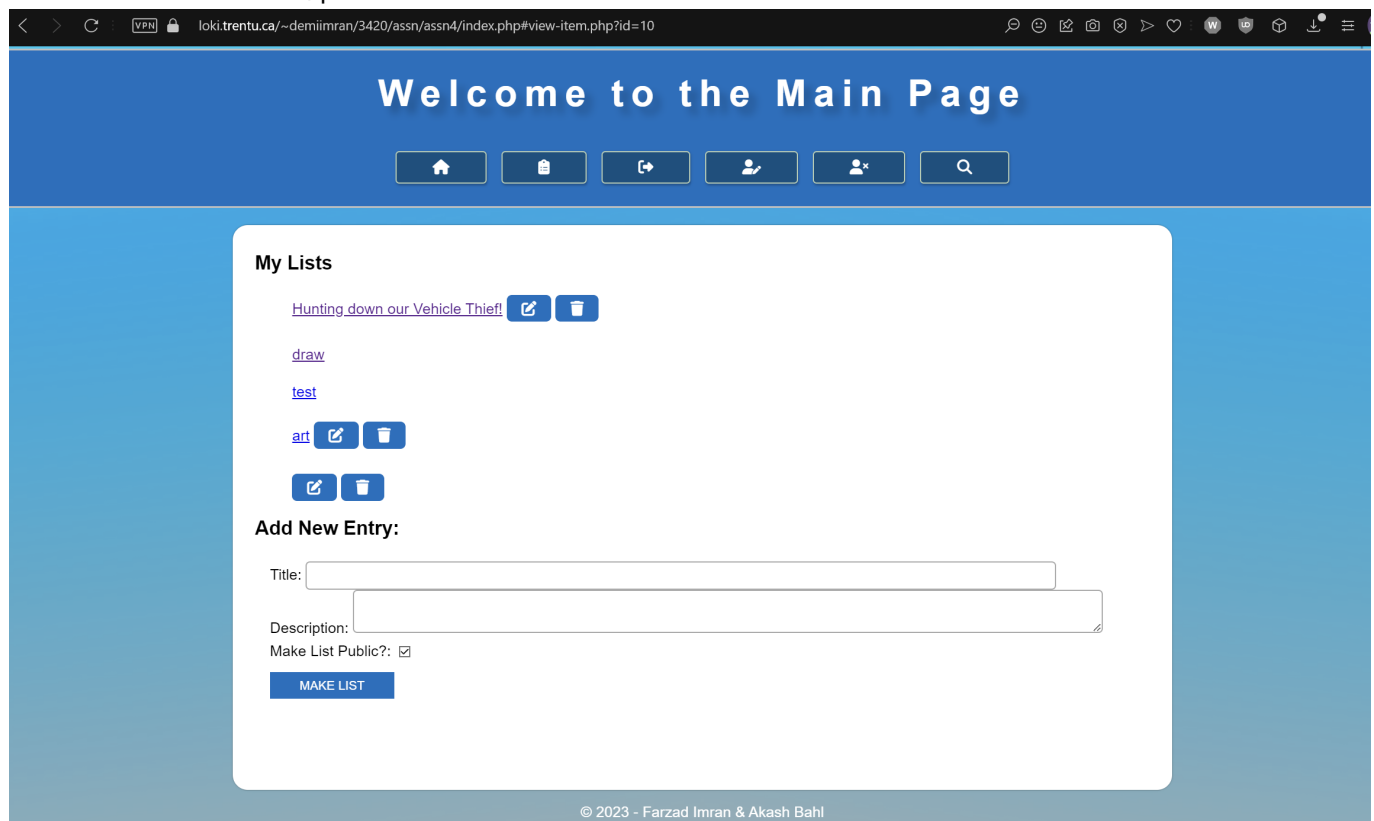 VPN loki.trentu.ca/~demiimran/3420/assn/assn4/index.php#view-item.php?id=10
Welcome to the Main Page
My Lists
Hunting down our Vehicle Thief!
draw
test
art
Add New Entry:
Title:
Description:
Make List Public?:
MAKE LIST
© 2023 - Farzad Imran & Akash Bahl